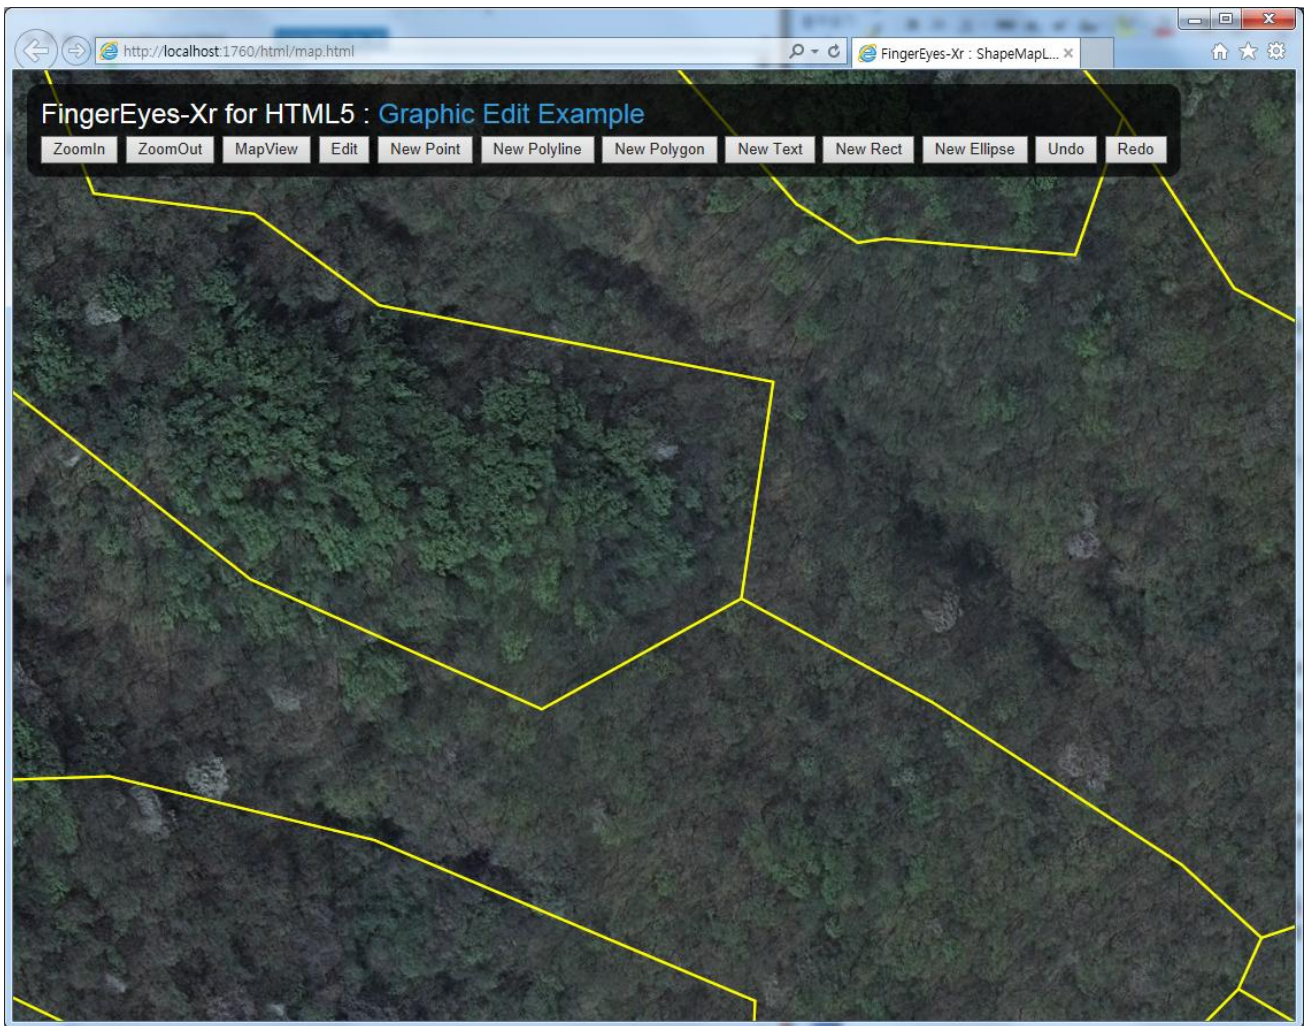 http://localhost:1760/html/map.html
FingerEyes-Xr : ShapeMapL...
FingerEyes-Xr for HTML5 : Graphic Edit Example
ZoomIn ZoomOut MapView Edit New Point New Polyline New Polygon New Text New Rect New Ellipse Undo Redo